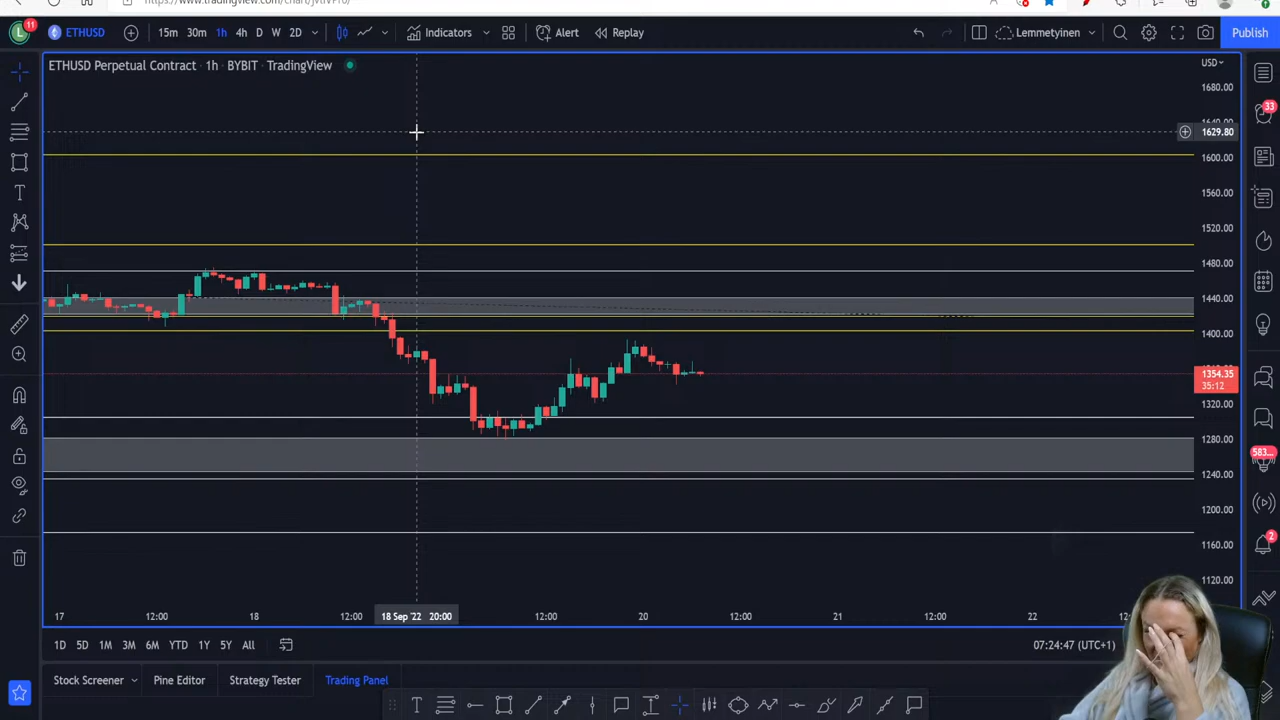 11
ETHUSD
15m 30m 1h 4h D W 2D
Indicators
Alert
Replay
Lemmetyinen
Publish
ETHUSD Perpetual Contract · 1h · BYBIT · TradingView
USD
1680.00
1629.80
1600.00
1560.00
1520.00
1480.00
1440.00
1400.00
1354.35
35:12
1320.00
1280.00
1240.00
1200.00
1160.00
1120.00
33
583...
2
17 12:00 18 12:00 18 Sep '22 20:00 12:00 20 12:00 21 12:00 22
1D 5D 1M 3M 6M YTD 1Y 5Y All
07:24:47 (UTC+1)
Stock Screener Pine Editor Strategy Tester Trading Panel